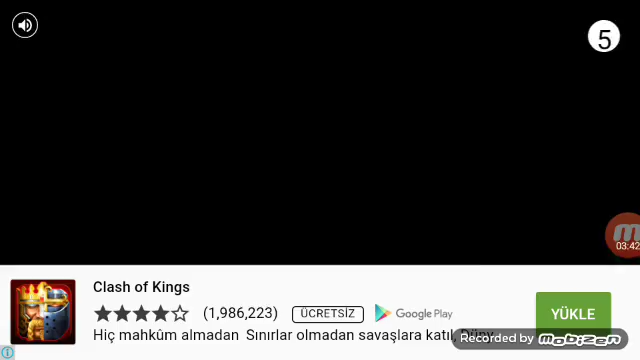 5
03:42
Clash of Kings
(1,986,223) ÜCRETSİZ Google Play
YÜKLE
Hiç mahkûm almadan Sınırlar olmadan savaşlara katıl, Düny
Recorded by MOBIZEN